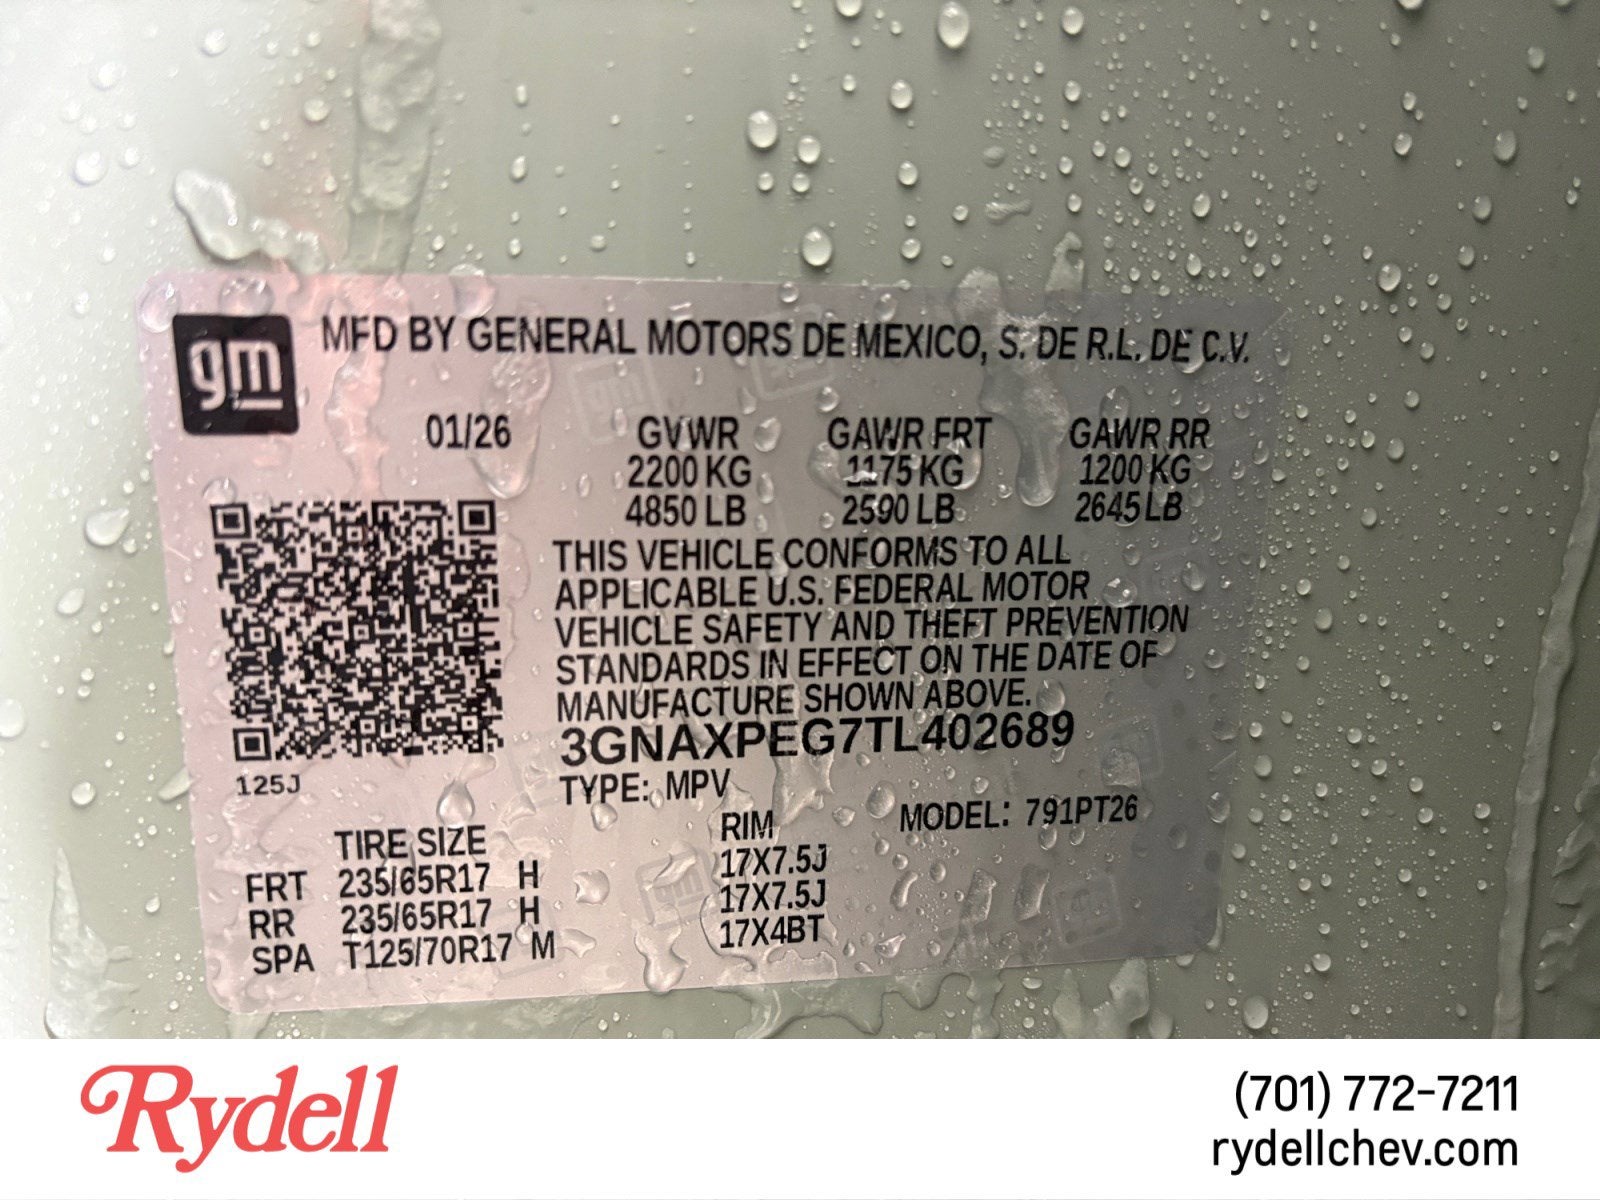 gm
MFD BY GENERAL MOTORS DE MEXICO, S. DE R.L. DE C.V.
01/26 GVWR GAWR FRT GAWR RR
2200 KG 1175 KG 1200 KG
4850 LB 2590 LB 2645 LB
THIS VEHICLE CONFORMS TO ALL
APPLICABLE U.S. FEDERAL MOTOR
VEHICLE SAFETY AND THEFT PREVENTION
STANDARDS IN EFFECT ON THE DATE OF
MANUFACTURE SHOWN ABOVE.
3GNAXPEG7TL402689
125J
TYPE: MPV
MODEL: 791PT26
TIRE SIZE RIM
FRT 235/65R17 H 17X7.5J
RR 235/65R17 H 17X7.5J
SPA T125/70R17 M 17X4BT
Rydell
(701) 772-7211
rydellchev.com